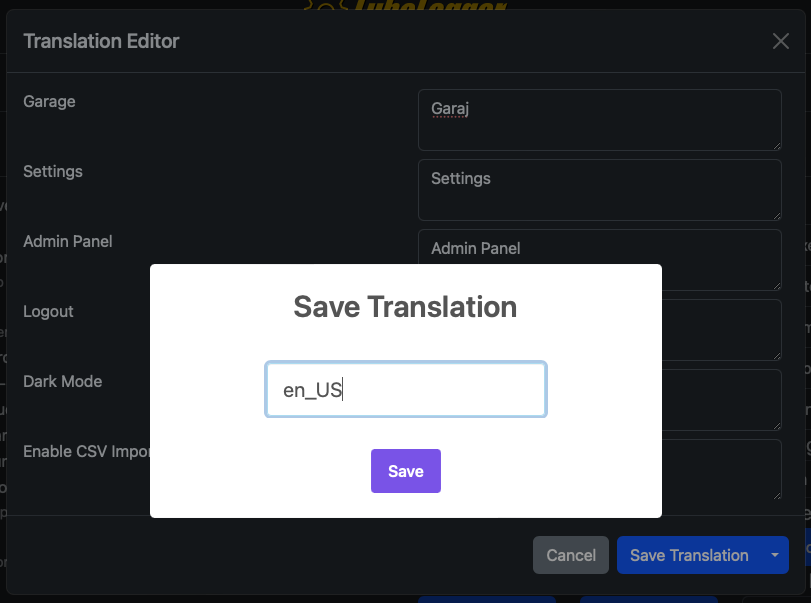 LubeLogger
Translation Editor
Garage
Garaj
Settings
Settings
Admin Panel
Admin Panel
Logout
Dark Mode
Enable CSV Impor
Save Translation
en_US
Save
Cancel
Save Translation